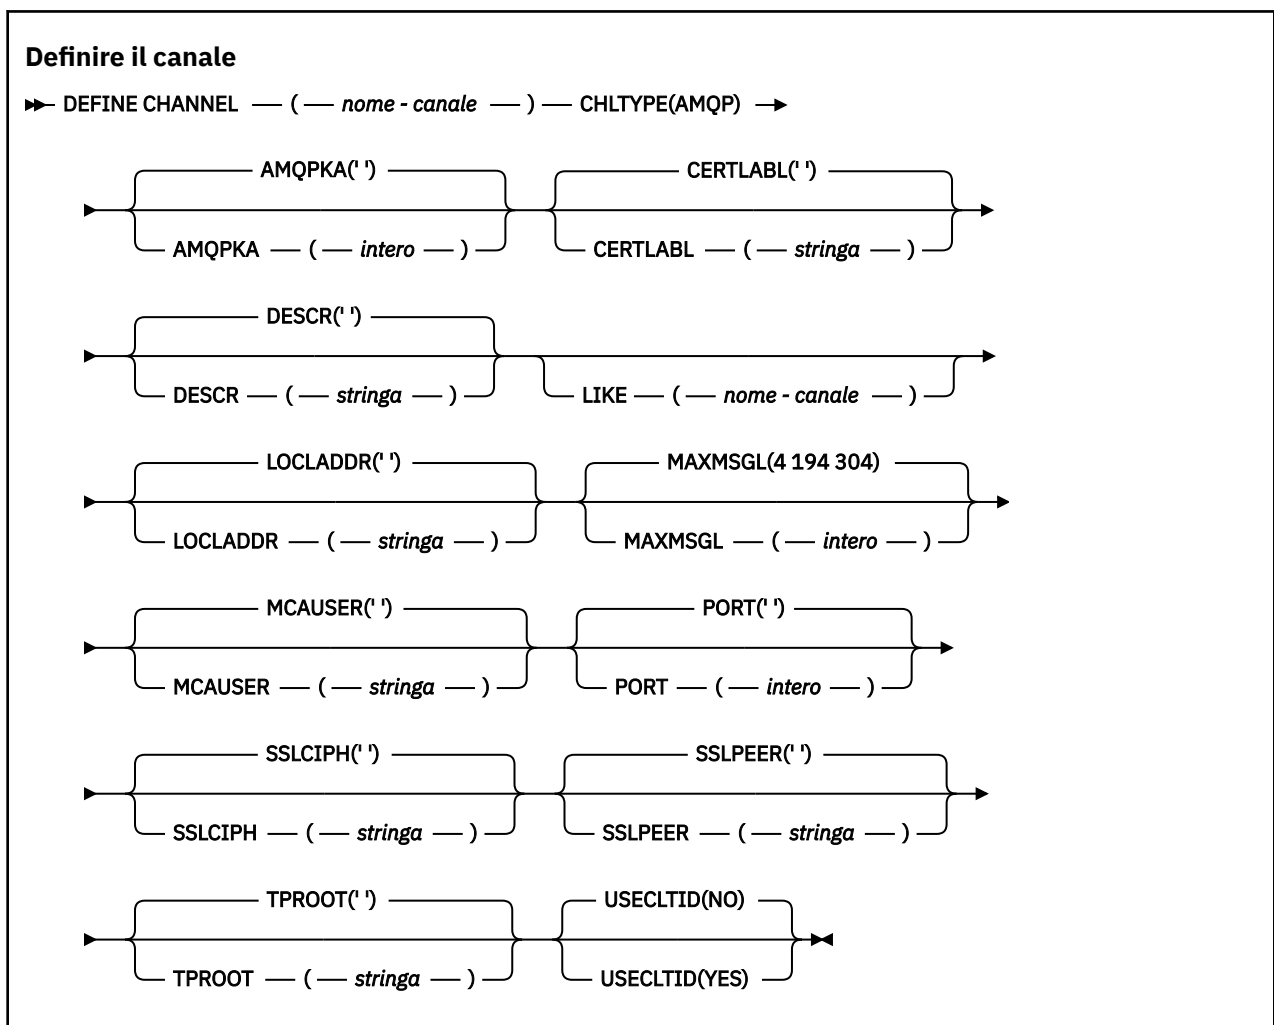 Definire il canale
DEFINE CHANNEL ( nome - canale ) CHLTYPE(AMQP)
AMQPKA(' ') CERTLABL(' ')
AMQPKA ( intero ) CERTLABL ( stringa )
DESCR(' ')
DESCR ( stringa ) LIKE ( nome - canale )
LOCLADDR(' ') MAXMSGL(4 194 304)
LOCLADDR ( stringa ) MAXMSGL ( intero )
MCAUSER(' ') PORT(' ')
MCAUSER ( stringa ) PORT ( intero )
SSLCIPH(' ') SSLPEER(' ')
SSLCIPH ( stringa ) SSLPEER ( stringa )
TPROOT(' ') USECLTID(NO)
TPROOT ( stringa ) USECLTID(YES)